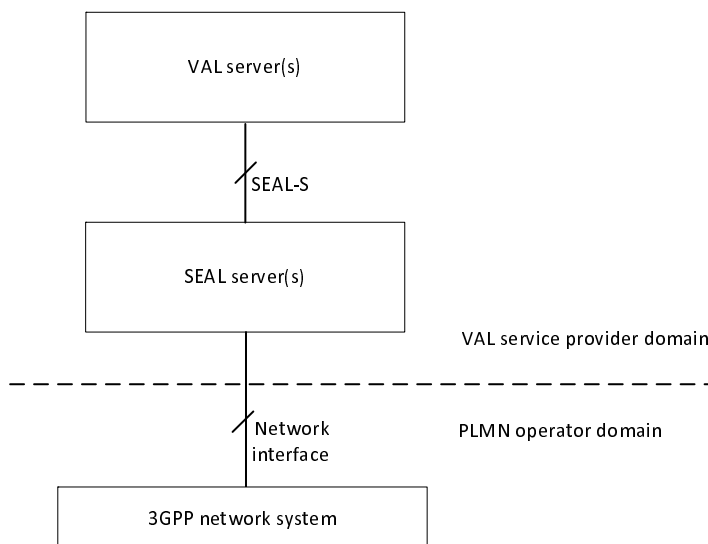 VAL server(s)
SEAL-S
SEAL server(s)
VAL service provider domain
Network
interface
PLMN operator domain
3GPP network system